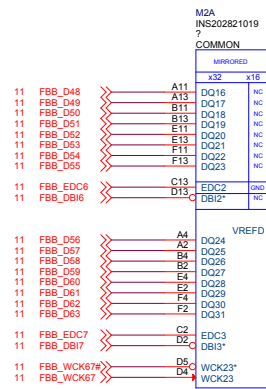 M2A
INS202821019
?
COMMON
MIRRORED
x32 x16
11 FBB_D48 A11 DQ16 NC
11 FBB_D49 A13 DQ17 NC
11 FBB_D50 B11 DQ18 NC
11 FBB_D51 B13 DQ19 NC
11 FBB_D52 E11 DQ20 NC
11 FBB_D53 E13 DQ21 NC
11 FBB_D54 F11 DQ22 NC
11 FBB_D55 F13 DQ23 NC
11 FBB_EDC6 C13 EDC2 GND
11 FBB_DBI6 D13 DBI2* NC
VREFD
11 FBB_D56 A4 DQ24
11 FBB_D57 A2 DQ25
11 FBB_D58 B4 DQ26
11 FBB_D59 B2 DQ27
11 FBB_D60 E4 DQ28
11 FBB_D61 E2 DQ29
11 FBB_D62 F4 DQ30
11 FBB_D63 F2 DQ31
11 FBB_EDC7 C2 EDC3
11 FBB_DBI7 D2 DBI3*
11 FBB_WCK67# D5 WCK23*
11 FBB_WCK67 D4 WCK23